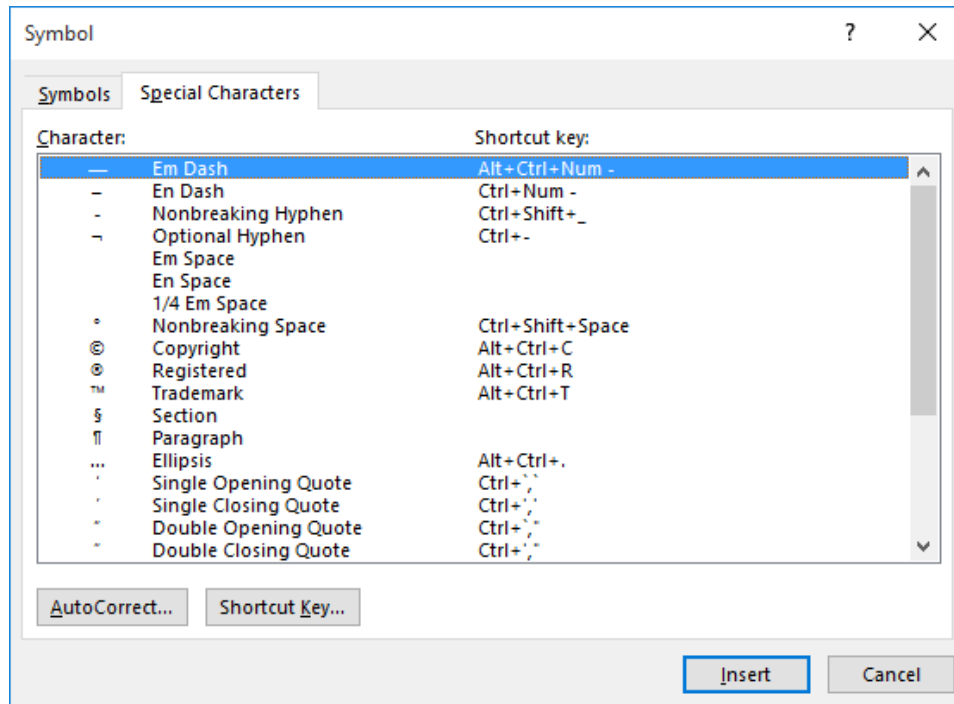 Symbol ? ×
Symbols Special Characters
Character: Shortcut key:
— Em Dash Alt+Ctrl+Num -
– En Dash Ctrl+Num -
- Nonbreaking Hyphen Ctrl+Shift+_
¬ Optional Hyphen Ctrl+-
Em Space
En Space
1/4 Em Space
° Nonbreaking Space Ctrl+Shift+Space
© Copyright Alt+Ctrl+C
® Registered Alt+Ctrl+R
™ Trademark Alt+Ctrl+T
§ Section
¶ Paragraph
… Ellipsis Alt+Ctrl+.
‘ Single Opening Quote Ctrl+`,`
’ Single Closing Quote Ctrl+','
“ Double Opening Quote Ctrl+`,"
” Double Closing Quote Ctrl+',"
AutoCorrect... Shortcut Key...
Insert Cancel